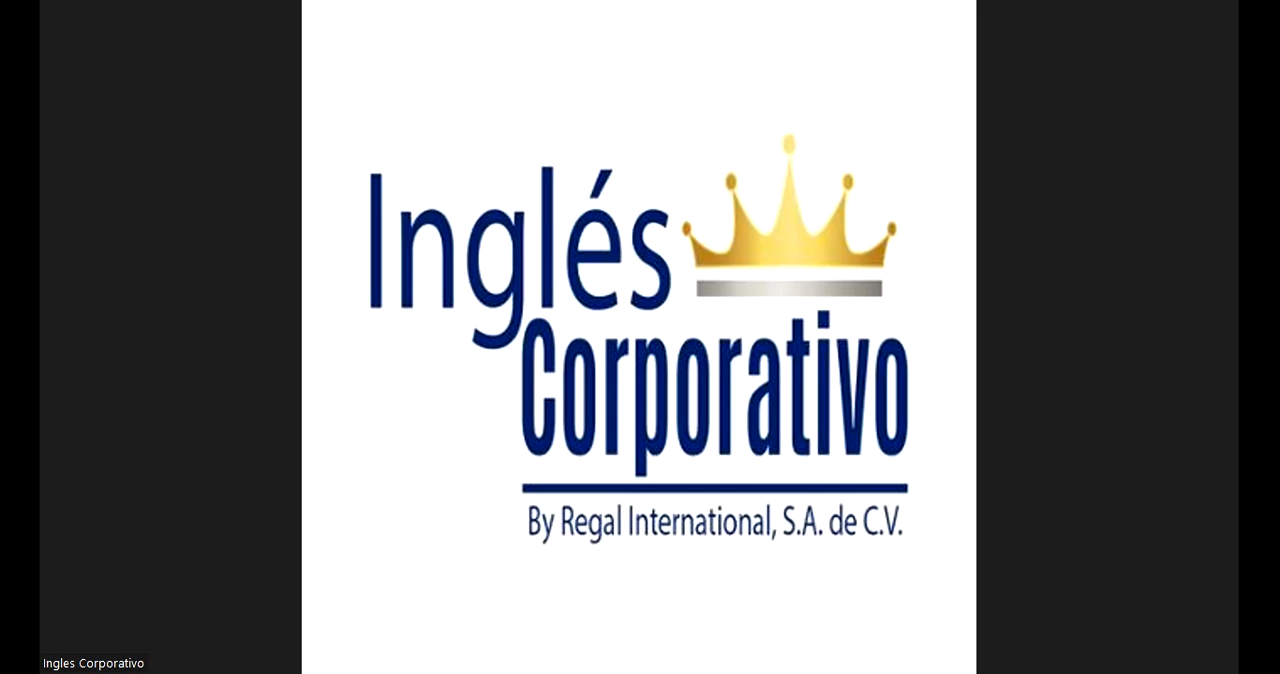 Inglés
Corporativo
By Regal International, S.A. de C.V.
Ingles Corporativo